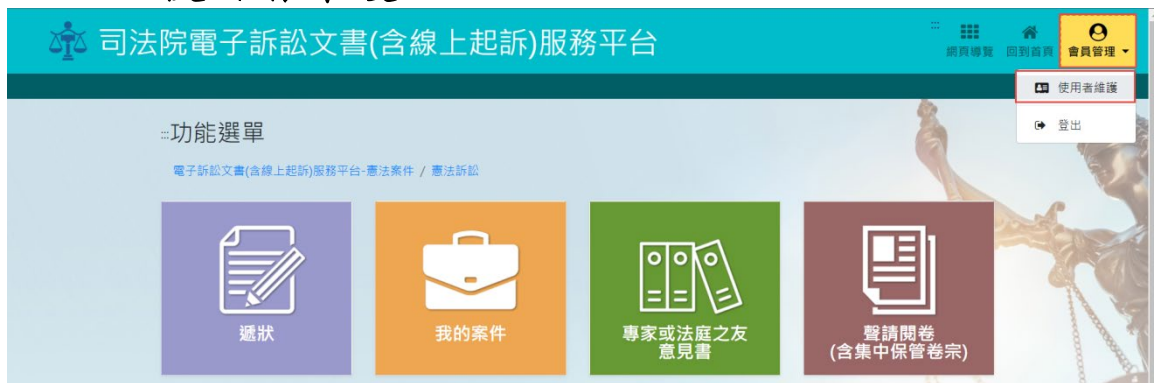 司法院電子訴訟文書(含線上起訴)服務平台
:::
網頁導覽
回到首頁
會員管理
使用者維護
登出
:::功能選單
電子訴訟文書(含線上起訴)服務平台-憲法案件 / 憲法訴訟
遞狀
我的案件
專家或法庭之友
意見書
聲請閱卷
(含集中保管卷宗)